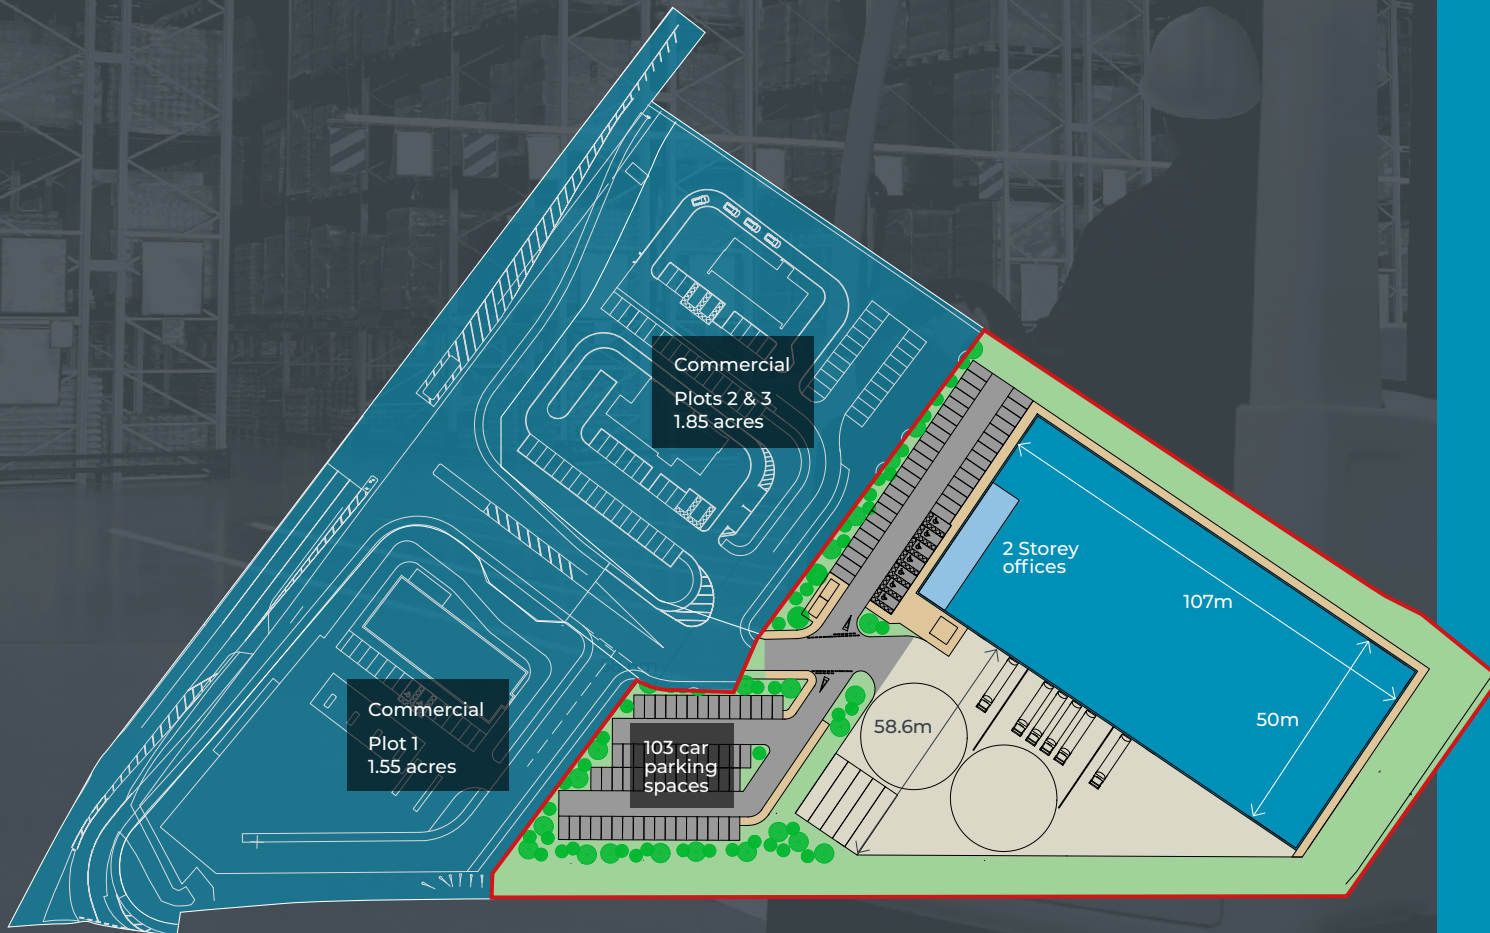 Commercial
Plots 2 & 3
1.85 acres
2 Storey
offices
107m
50m
58.6m
Commercial
Plot 1
1.55 acres
103 car
parking
spaces